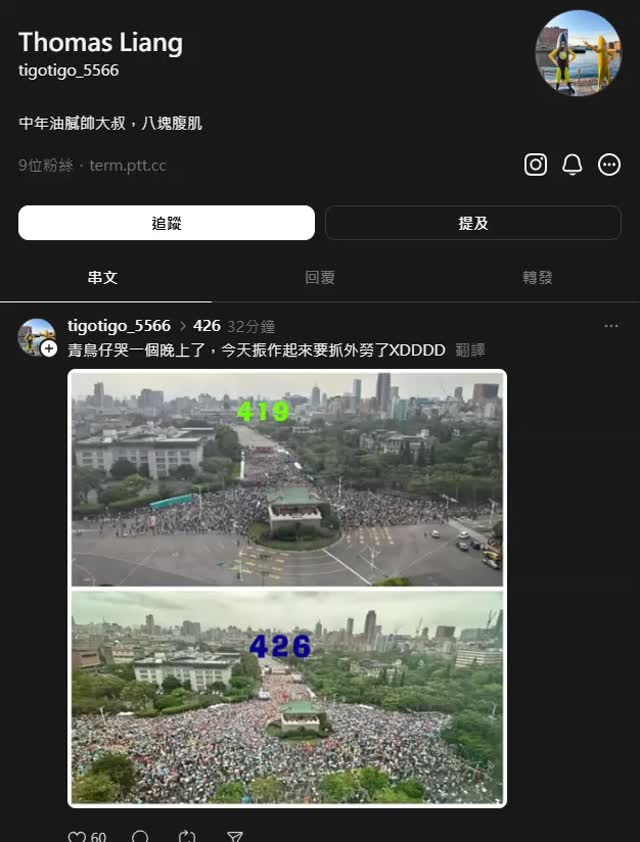 Thomas Liang
tigotigo_5566
中年油膩帥大叔，八塊腹肌
9位粉絲 · term.ptt.cc
追蹤
提及
串文
回覆
轉發
tigotigo_5566 > 426 32分鐘
青鳥仔哭一個晚上了，今天振作起來要抓外勞了XDDDD 翻譯
419
426
60